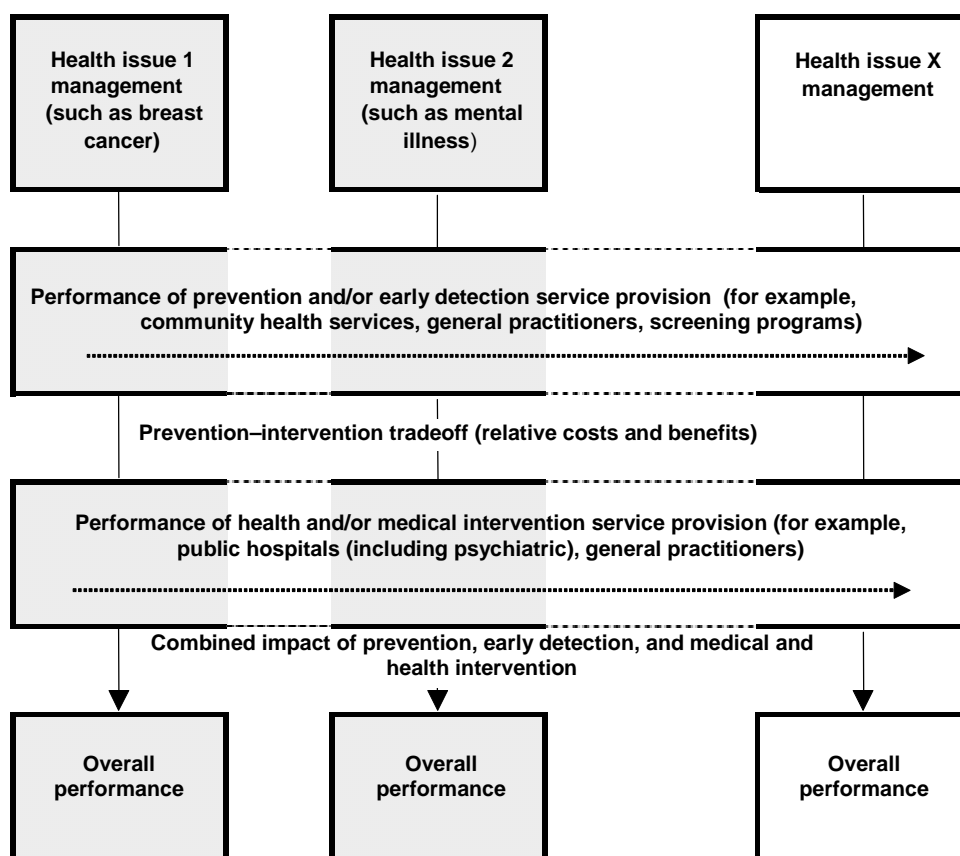 Health issue 1
management
(such as breast
cancer)
Health issue 2
management
(such as mental
illness)
Health issue X
management
Performance of prevention and/or early detection service provision (for example,
community health services, general practitioners, screening programs)
Prevention–intervention tradeoff (relative costs and benefits)
Performance of health and/or medical intervention service provision (for example,
public hospitals (including psychiatric), general practitioners)
Combined impact of prevention, early detection, and medical and
health intervention
Overall
performance
Overall
performance
Overall
performance